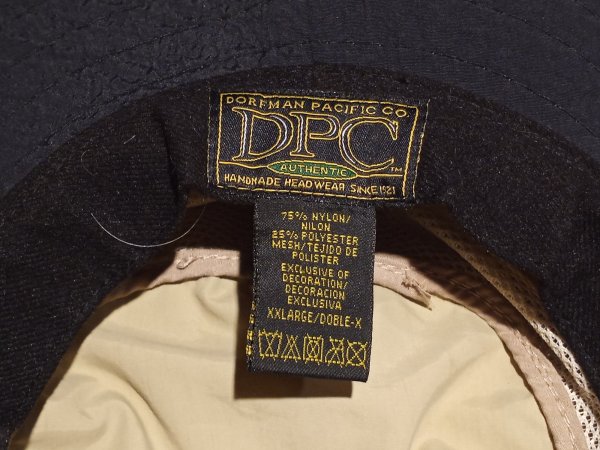 DORFMAN PACIFIC CO
DPC
AUTHENTIC
™
HANDMADE HEADWEAR SINCE 1921
75% NYLON/
NILON
25% POLYESTER
MESH/TEJIDO DE
POLISTER
EXCLUSIVE OF
DECORATION/
DECORACION
EXCLUSIVA
XXLARGE/DOBLE-X